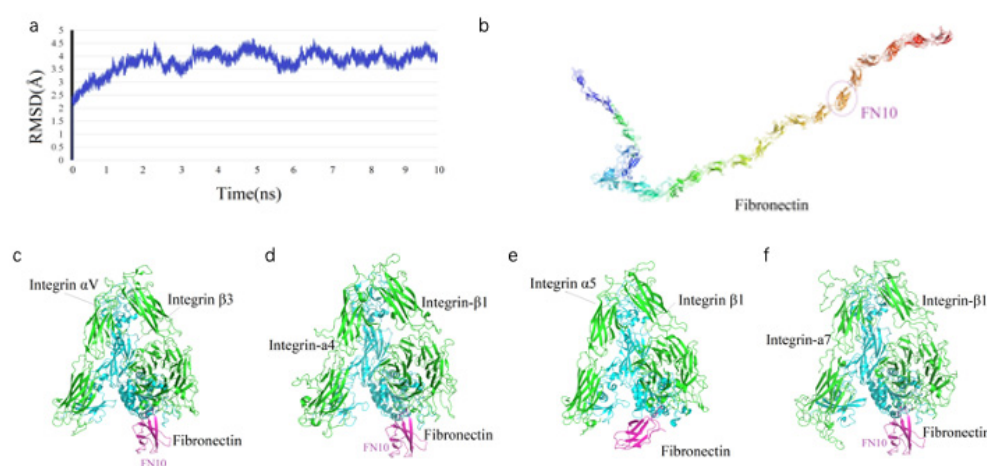 a
RMSD(Å)
5
4.5
4
3.5
3
2.5
2
1.5
1
0.5
0
0 1 2 3 4 5 6 7 8 9 10
Time(ns)
b
FN10
Fibronectin
c
Integrin αV
Integrin β3
Fibronectin
FN10
d
Integrin-β1
Integrin-a4
Fibronectin
FN10
e
Integrin α5
Integrin β1
Fibronectin
f
Integrin-β1
Integrin-a7
Fibronectin
FN10